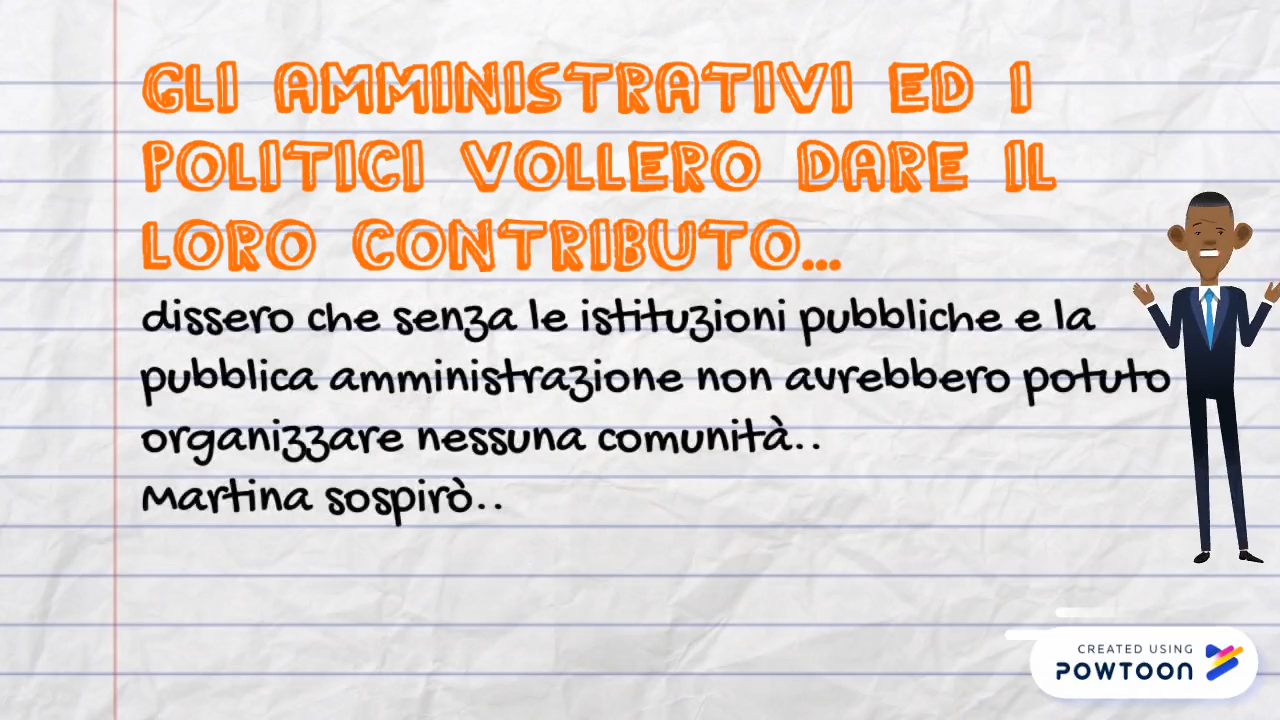 GLI AMMINISTRATIVI ED I
POLITICI VOLLERO DARE IL
LORO CONTRIBUTO...
dissero che senza le istituzioni pubbliche e la
pubblica amministrazione non avrebbero potuto
organizzare nessuna comunità..
Martina sospirò..
CREATED USING
POWTOON